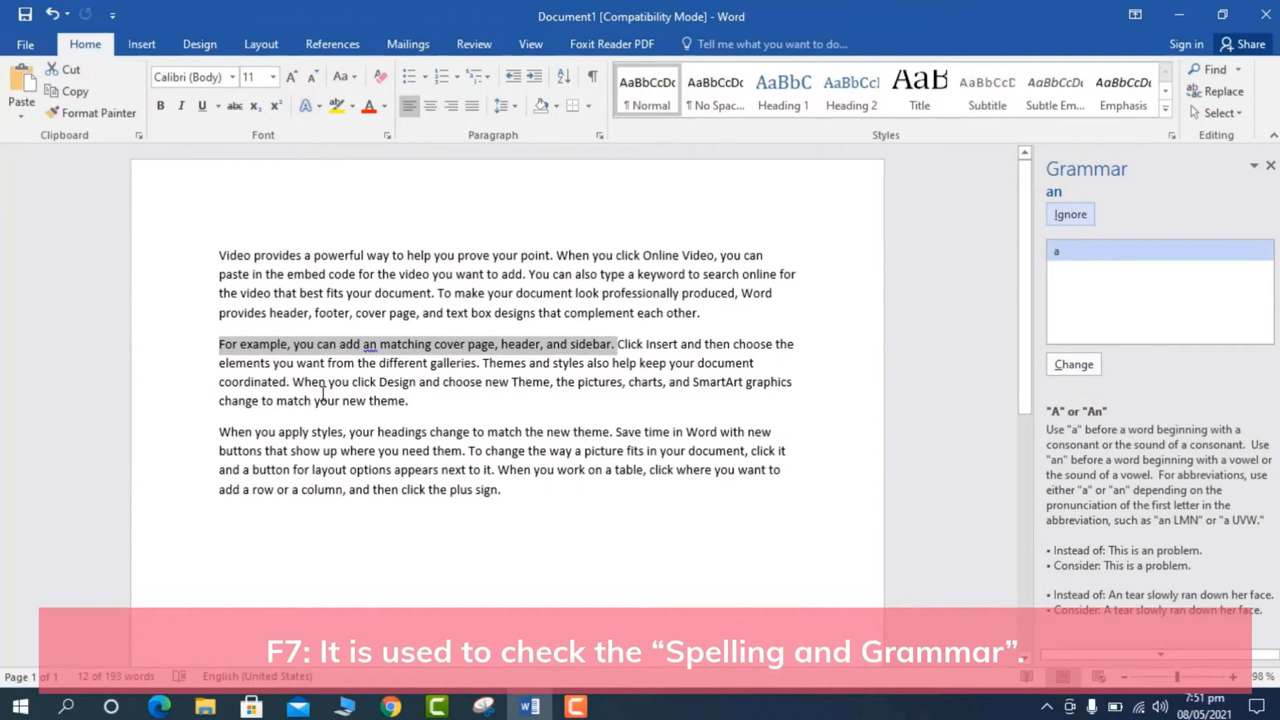 Document1 [Compatibility Mode] - Word
File Home Insert Design Layout References Mailings Review View Foxit Reader PDF Tell me what you want to do... Sign in Share
Paste
Cut
Copy
Format Painter
Clipboard
Calibri (Body) 11 Aa
B I U abc x₂ x² A A
Font
Paragraph
AaBbCcDc AaBbCcDc AaBbC AaBbCcI AaB AaBbCcD AaBbCcDc AaBbCcDc
¶ Normal ¶ No Spac... Heading 1 Heading 2 Title Subtitle Subtle Em... Emphasis
Styles
Find
Replace
Select
Editing
Video provides a powerful way to help you prove your point. When you click Online Video, you can
paste in the embed code for the video you want to add. You can also type a keyword to search online for
the video that best fits your document. To make your document look professionally produced, Word
provides header, footer, cover page, and text box designs that complement each other.
For example, you can add an matching cover page, header, and sidebar. Click Insert and then choose the
elements you want from the different galleries. Themes and styles also help keep your document
coordinated. When you click Design and choose new Theme, the pictures, charts, and SmartArt graphics
change to match your new theme.
When you apply styles, your headings change to match the new theme. Save time in Word with new
buttons that show up where you need them. To change the way a picture fits in your document, click it
and a button for layout options appears next to it. When you work on a table, click where you want to
add a row or a column, and then click the plus sign.
Grammar
an
Ignore
a
Change
"A" or "An"
Use "a" before a word beginning with a
consonant or the sound of a consonant. Use
"an" before a word beginning with a vowel or
the sound of a vowel. For abbreviations, use
either "a" or "an" depending on the
pronunciation of the first letter in the
abbreviation, such as "an LMN" or "a UVW."
• Instead of: This is an problem.
• Consider: This is a problem.
• Instead of: An tear slowly ran down her face.
• Consider: A tear slowly ran down her face.
F7: It is used to check the “Spelling and Grammar”.
Page 1 of 1 12 of 193 words English (United States) 98 %
7:51 pm
08/05/2021